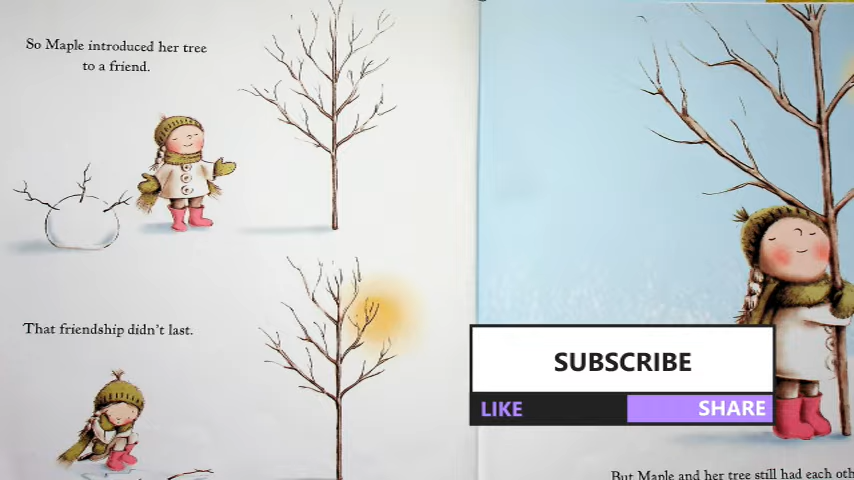 So Maple introduced her tree
to a friend.
That friendship didn't last.
SUBSCRIBE
LIKE
SHARE
But Maple and her tree still had each